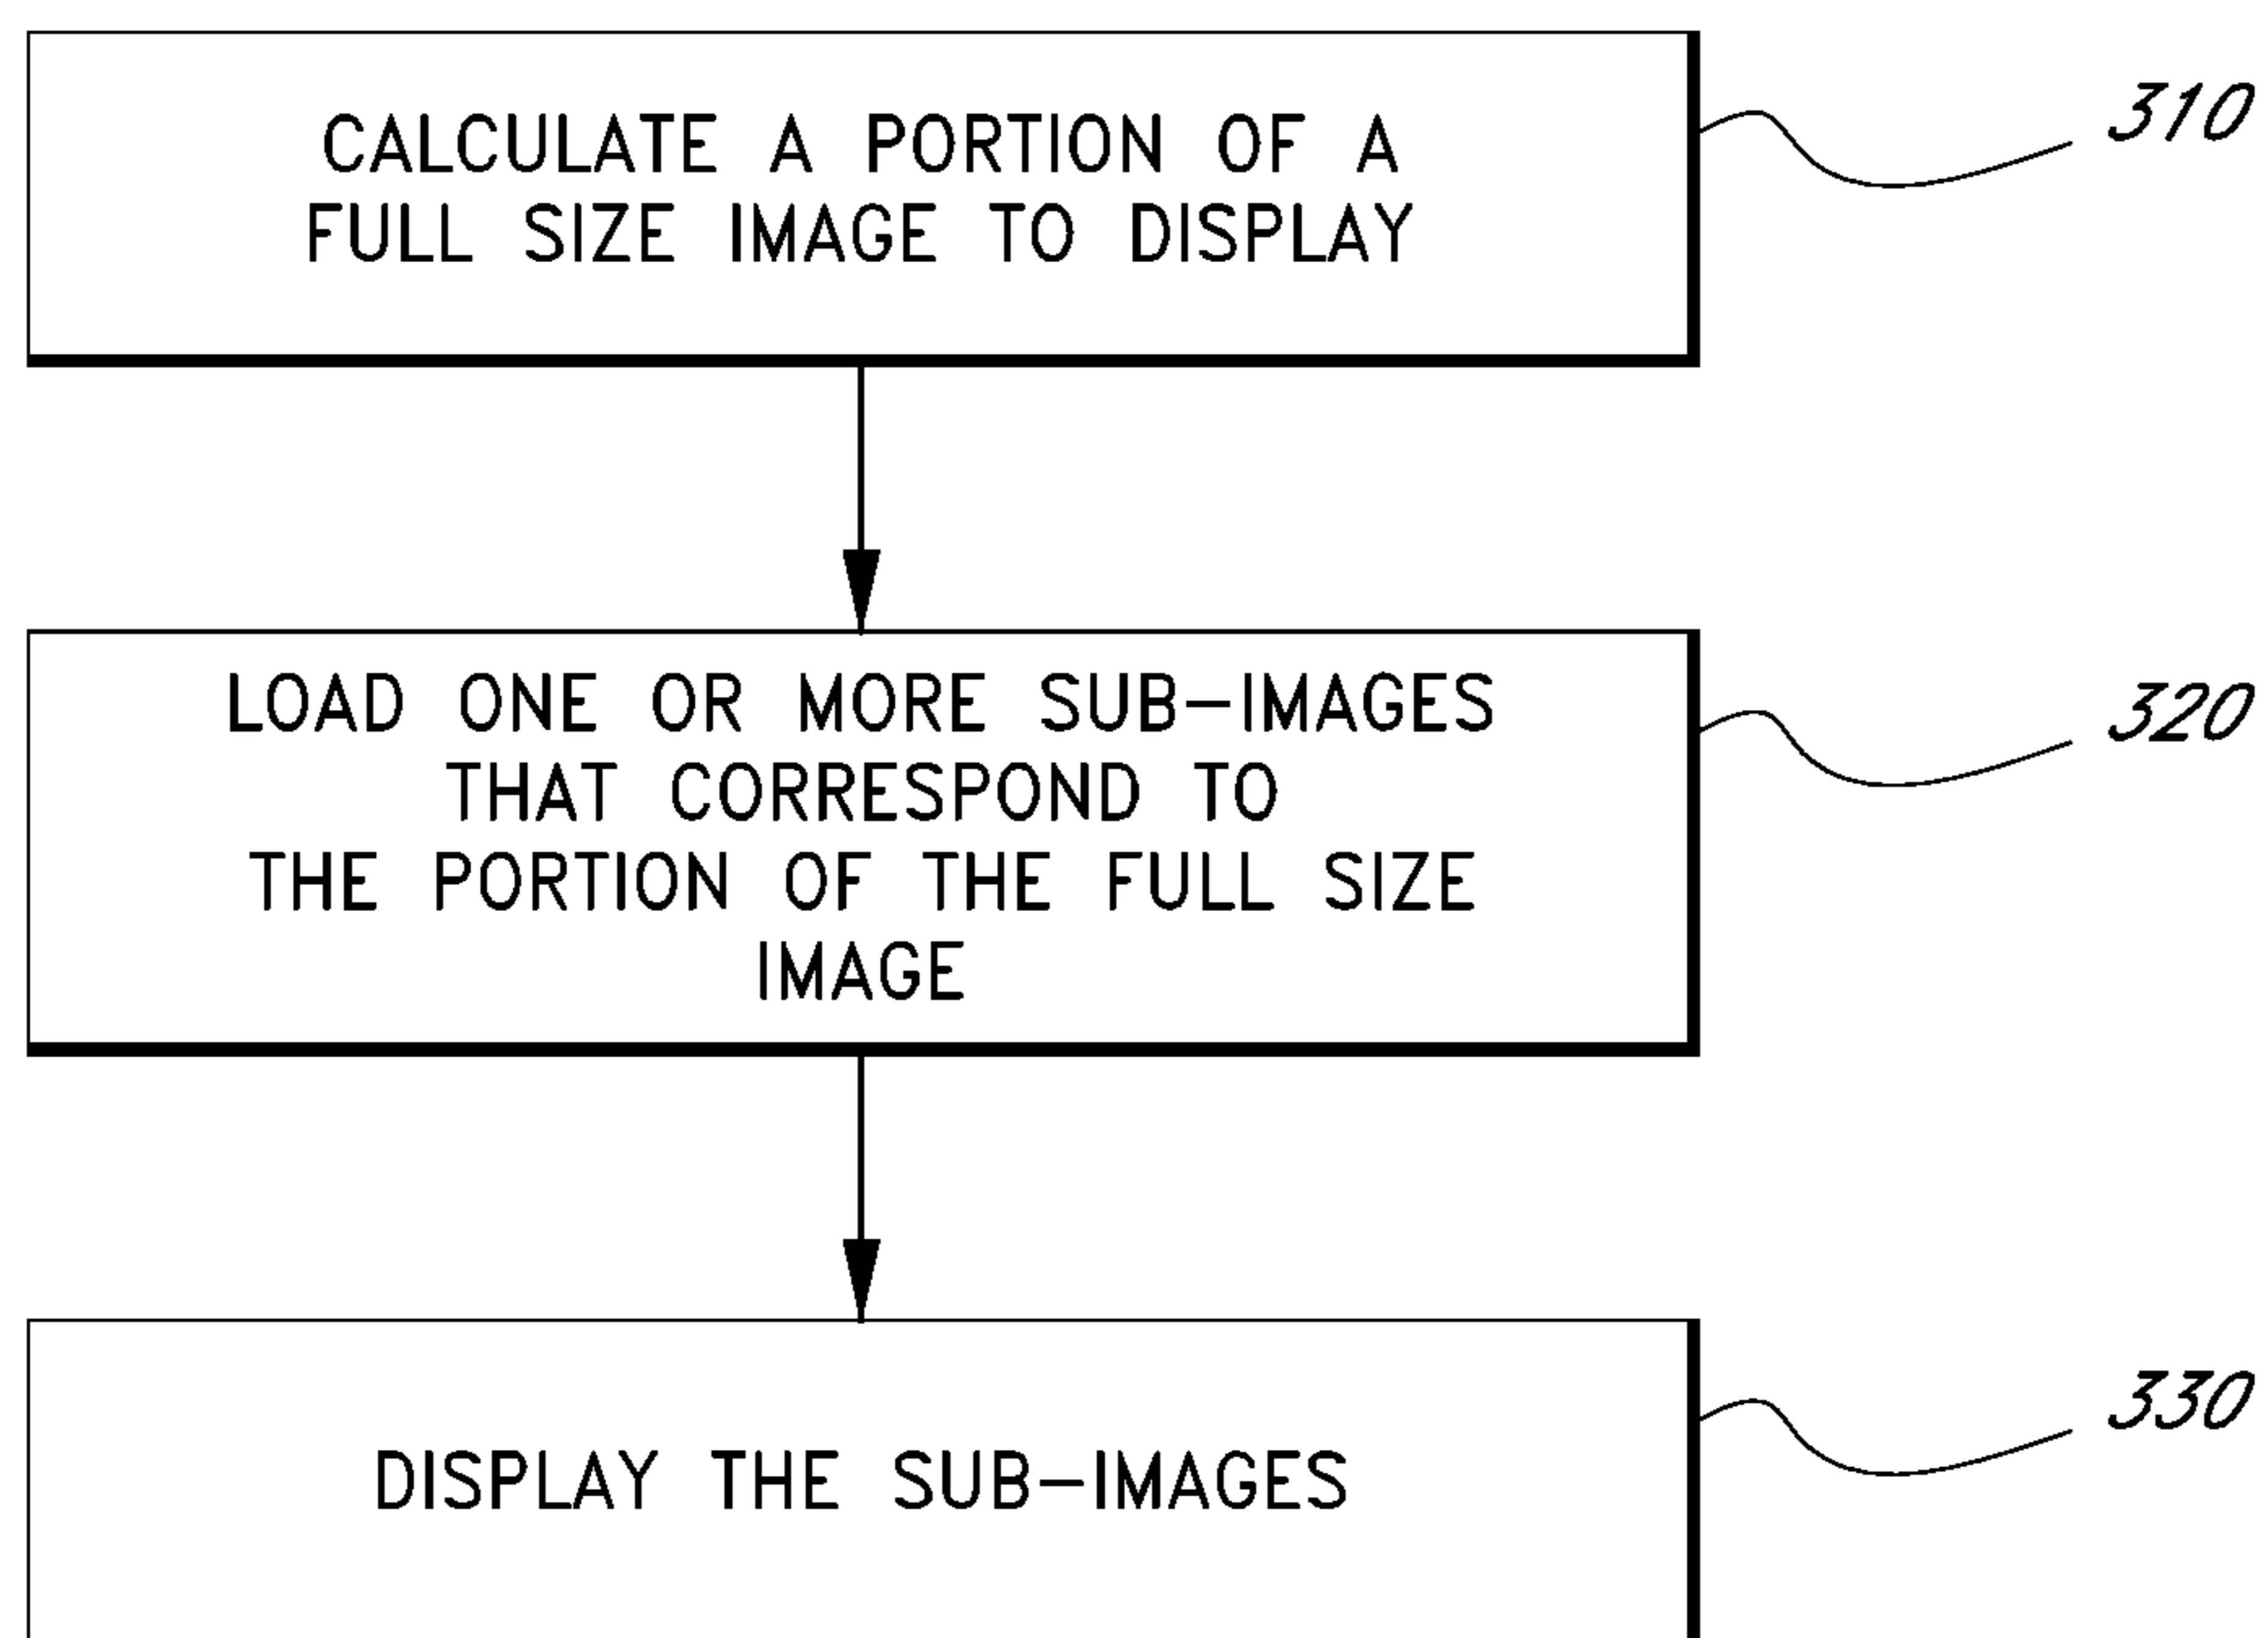 CALCULATE A PORTION OF A
FULL SIZE IMAGE TO DISPLAY
310
LOAD ONE OR MORE SUB-IMAGES
THAT CORRESPOND TO
THE PORTION OF THE FULL SIZE
IMAGE
320
DISPLAY THE SUB-IMAGES
330